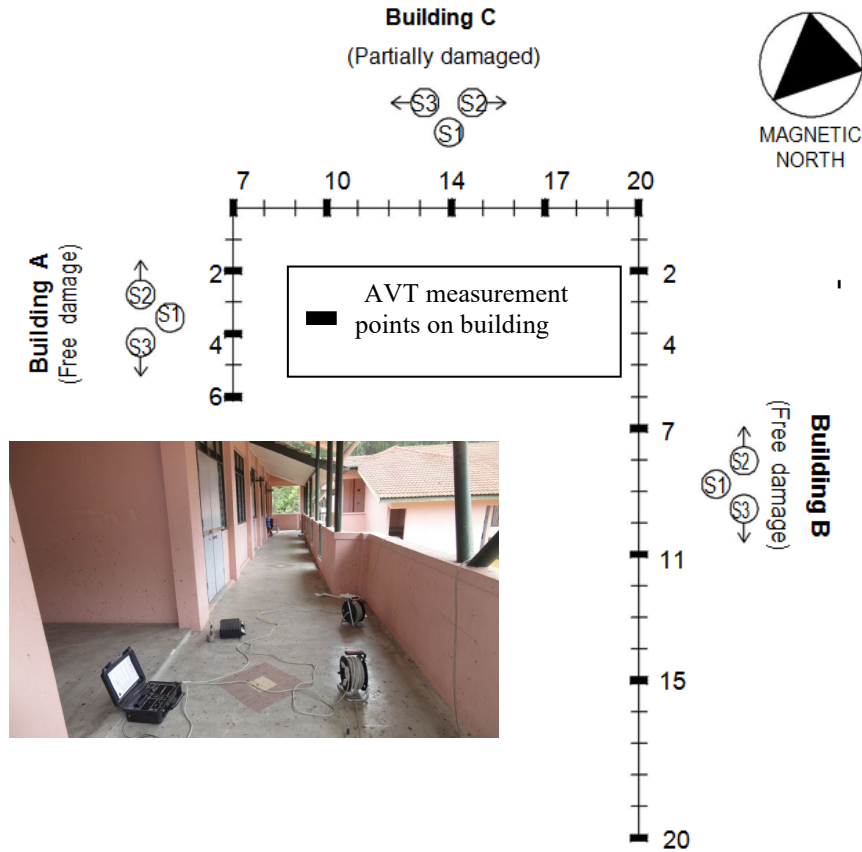 Building C
(Partially damaged)
S3 S2
S1
MAGNETIC
NORTH
7 10 14 17 20
Building A
(Free damage)
S2
S1
S3
2
4
6
AVT measurement
points on building
2
4
7
11
15
20
Building B
(Free damage)
S2
S1
S3